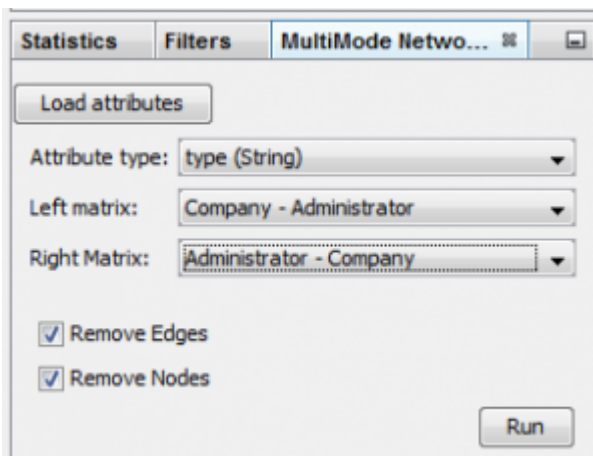 Statistics Filters MultiMode Netwo...
Load attributes
Attribute type: type (String)
Left matrix: Company - Administrator
Right Matrix: Administrator - Company
Remove Edges
Remove Nodes
Run